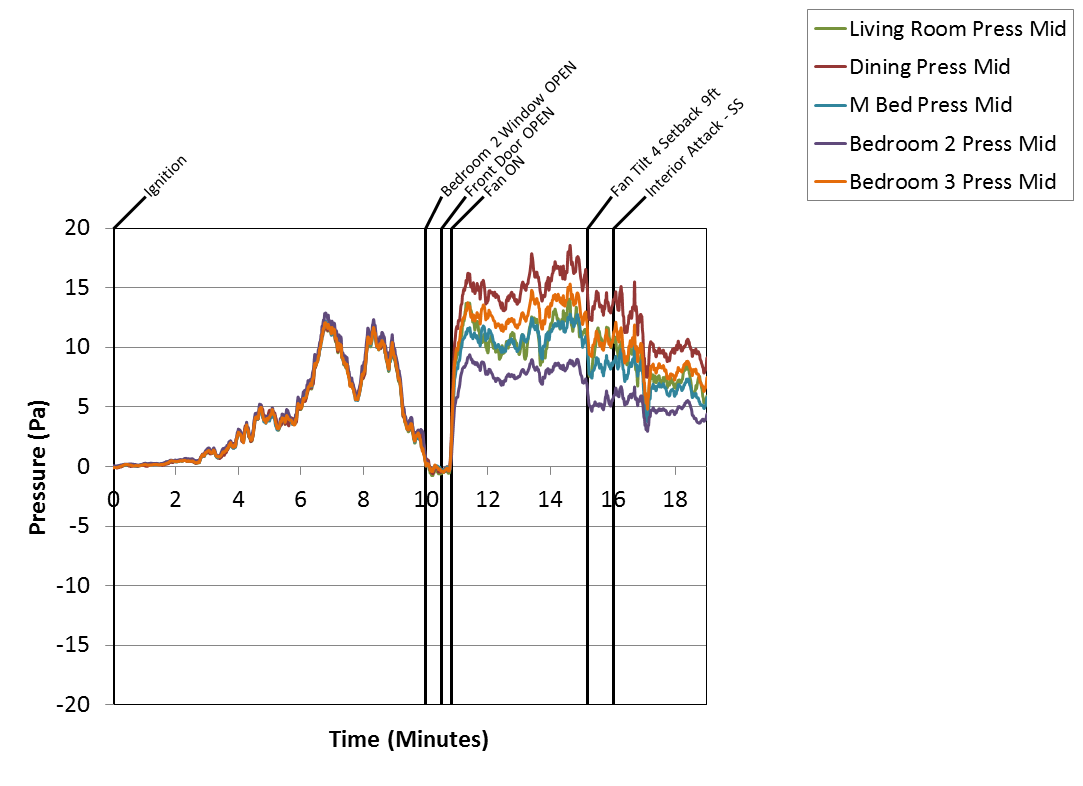 Living Room Press Mid
Dining Press Mid
M Bed Press Mid
Bedroom 2 Press Mid
Bedroom 3 Press Mid
Ignition
Bedroom 2 Window OPEN
Front Door OPEN
Fan ON
Fan Tilt 4 Setback 9ft
Interior Attack - SS
Pressure (Pa)
20
15
10
5
0
-5
-10
-15
-20
0 2 4 6 8 10 12 14 16 18
Time (Minutes)